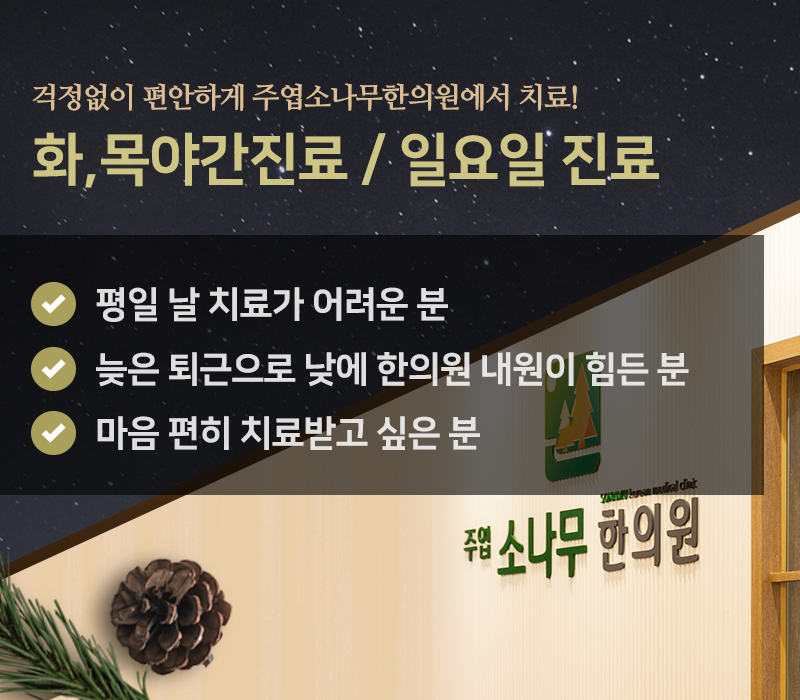 걱정없이 편안하게 주엽소나무한의원에서 치료!
화,목야간진료 / 일요일 진료
평일 날 치료가 어려운 분
늦은 퇴근으로 낮에 한의원 내원이 힘든 분
마음 편히 치료받고 싶은 분
korean medical clinic
주엽 소나무 한의원